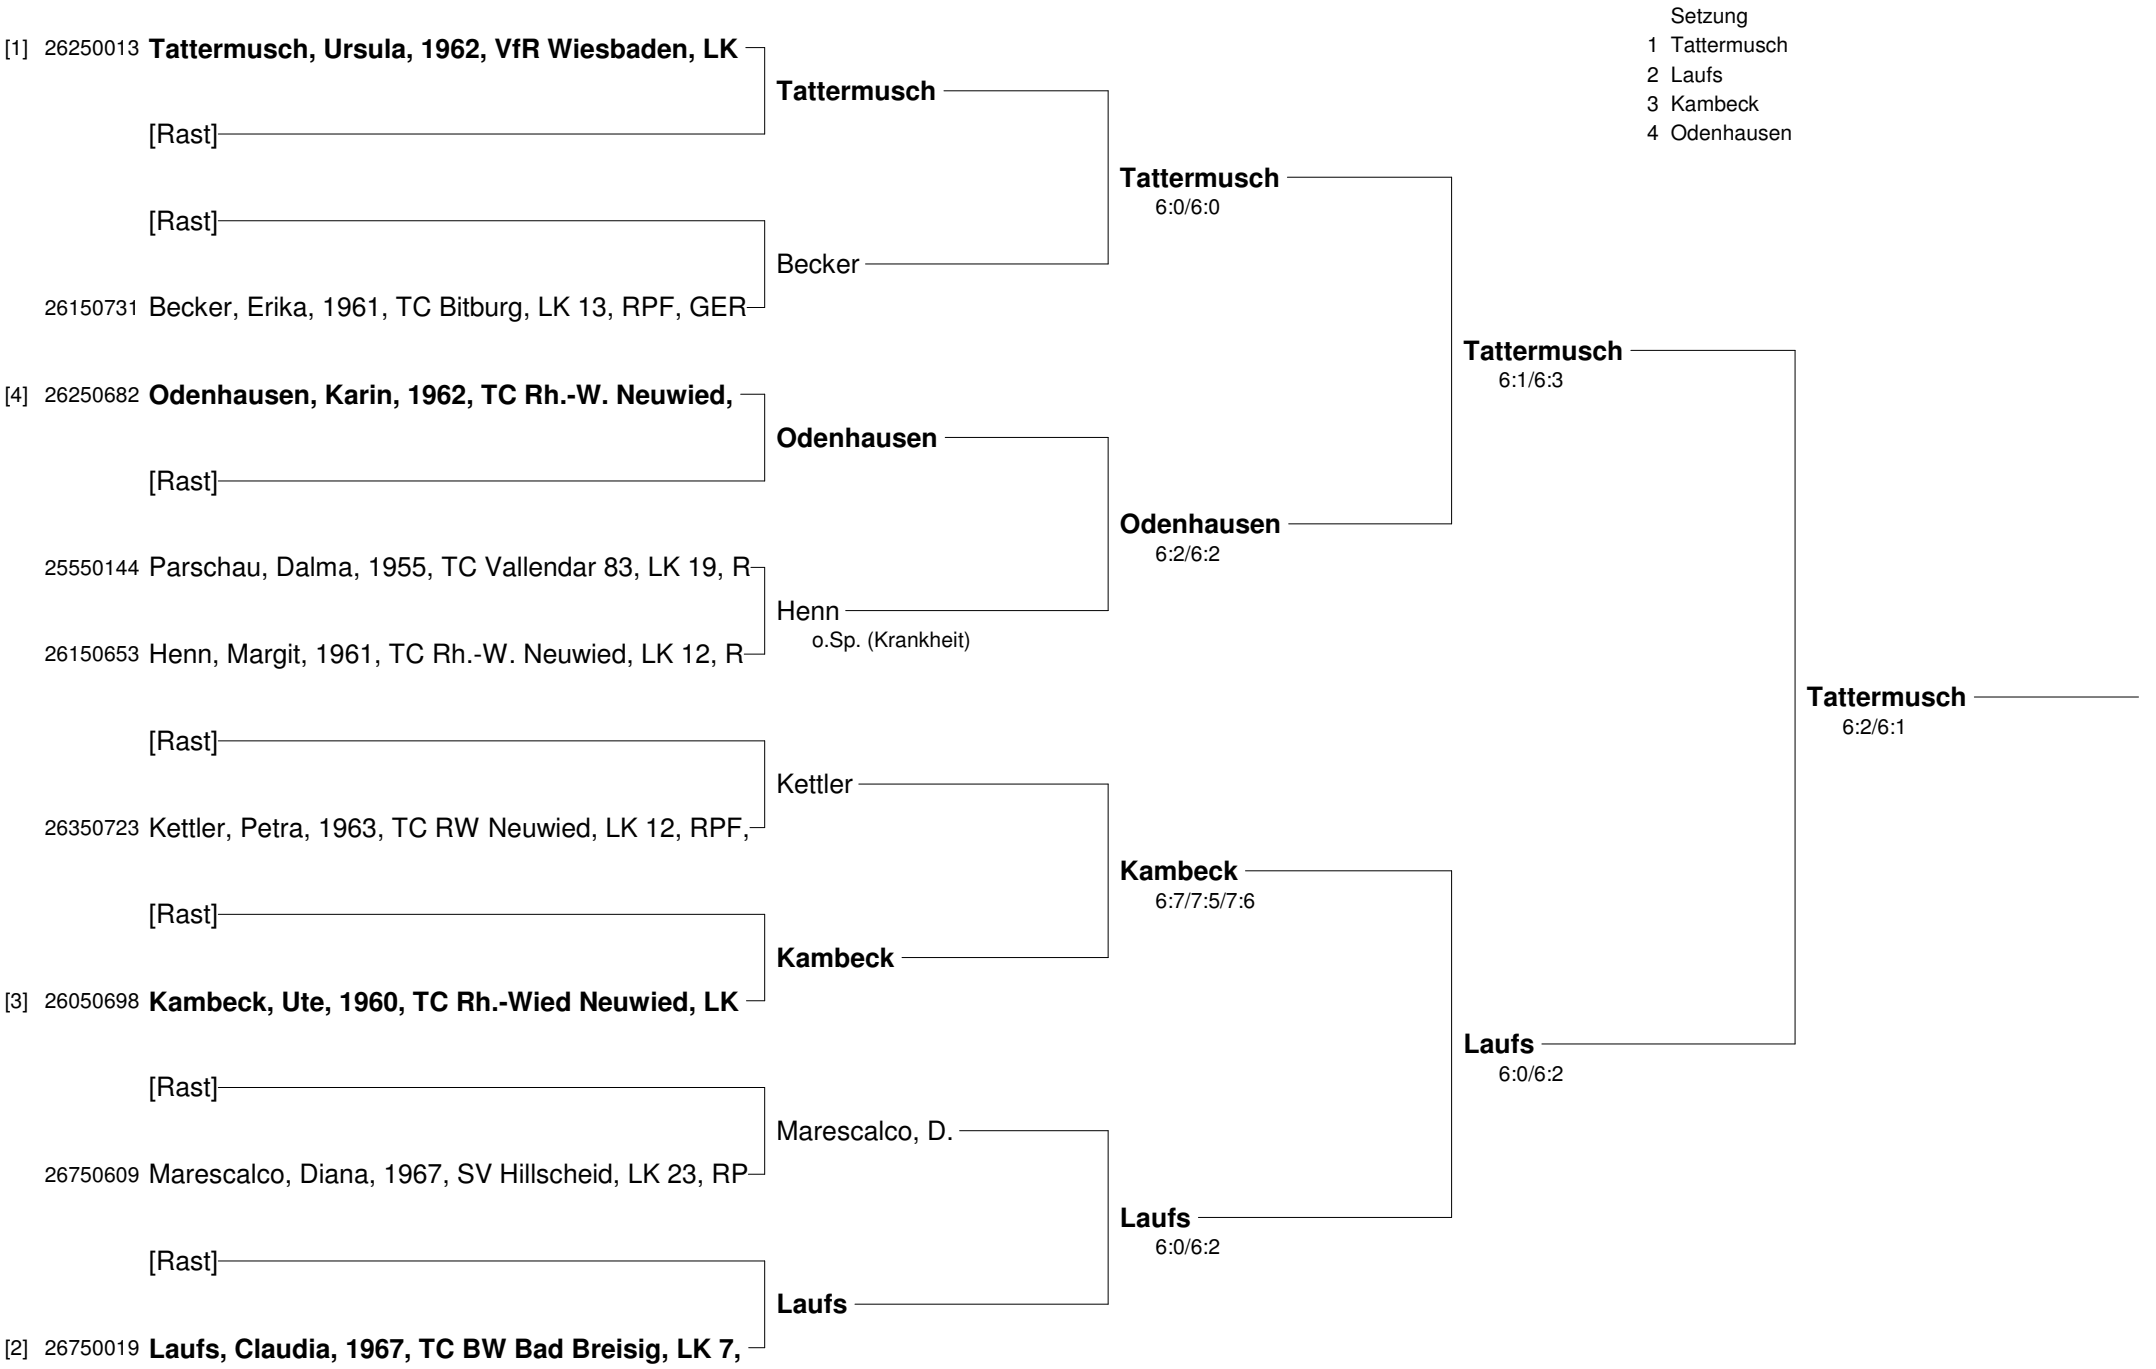 Setzung
1 Tattermusch
2 Laufs
3 Kambeck
4 Odenhausen
[1] 26250013 Tattermusch, Ursula, 1962, VfR Wiesbaden, LK
Tattermusch
[Rast]
Tattermusch
6:0/6:0
[Rast]
Becker
26150731 Becker, Erika, 1961, TC Bitburg, LK 13, RPF, GER
Tattermusch
6:1/6:3
[4] 26250682 Odenhausen, Karin, 1962, TC Rh.-W. Neuwied,
Odenhausen
[Rast]
Odenhausen
6:2/6:2
25550144 Parschau, Dalma, 1955, TC Vallendar 83, LK 19, R
Henn
o.Sp. (Krankheit)
26150653 Henn, Margit, 1961, TC Rh.-W. Neuwied, LK 12, R
Tattermusch
6:2/6:1
[Rast]
Kettler
26350723 Kettler, Petra, 1963, TC RW Neuwied, LK 12, RPF,
Kambeck
6:7/7:5/7:6
[Rast]
Kambeck
[3] 26050698 Kambeck, Ute, 1960, TC Rh.-Wied Neuwied, LK
Laufs
6:0/6:2
[Rast]
Marescalco, D.
26750609 Marescalco, Diana, 1967, SV Hillscheid, LK 23, RP
Laufs
6:0/6:2
[Rast]
Laufs
[2] 26750019 Laufs, Claudia, 1967, TC BW Bad Breisig, LK 7,